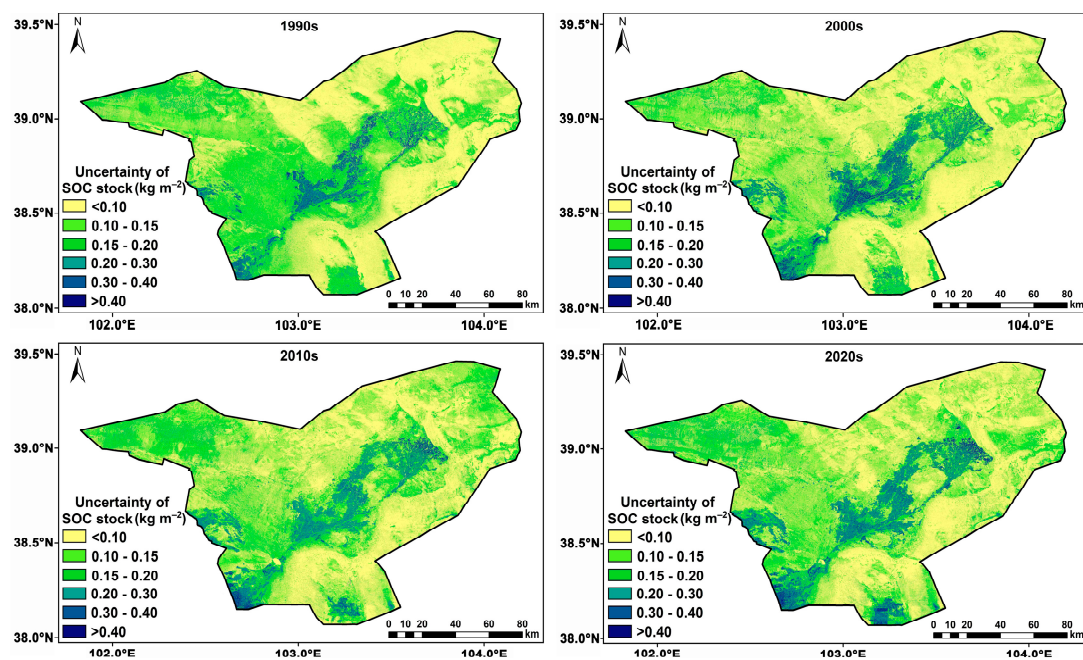 39.5°N
N
1990s
39.0°N
Uncertainty of
SOC stock (kg m⁻²)
<0.10
38.5°N
0.10 - 0.15
0.15 - 0.20
0.20 - 0.30
0.30 - 0.40
0 10 20 40 60 80
38.0°N
>0.40
km
102.0°E 103.0°E 104.0°E
39.5°N
N
2000s
39.0°N
Uncertainty of
SOC stock (kg m⁻²)
<0.10
38.5°N
0.10 - 0.15
0.15 - 0.20
0.20 - 0.30
0.30 - 0.40
0 10 20 40 60 80
38.0°N
>0.40
km
102.0°E 103.0°E 104.0°E
39.5°N
N
2010s
39.0°N
Uncertainty of
SOC stock (kg m⁻²)
<0.10
38.5°N
0.10 - 0.15
0.15 - 0.20
0.20 - 0.30
0.30 - 0.40
0 10 20 40 60 80
38.0°N
>0.40
km
102.0°E 103.0°E 104.0°E
39.5°N
N
2020s
39.0°N
Uncertainty of
SOC stock (kg m⁻²)
<0.10
38.5°N
0.10 - 0.15
0.15 - 0.20
0.20 - 0.30
0.30 - 0.40
0 10 20 40 60 80
38.0°N
>0.40
km
102.0°E 103.0°E 104.0°E